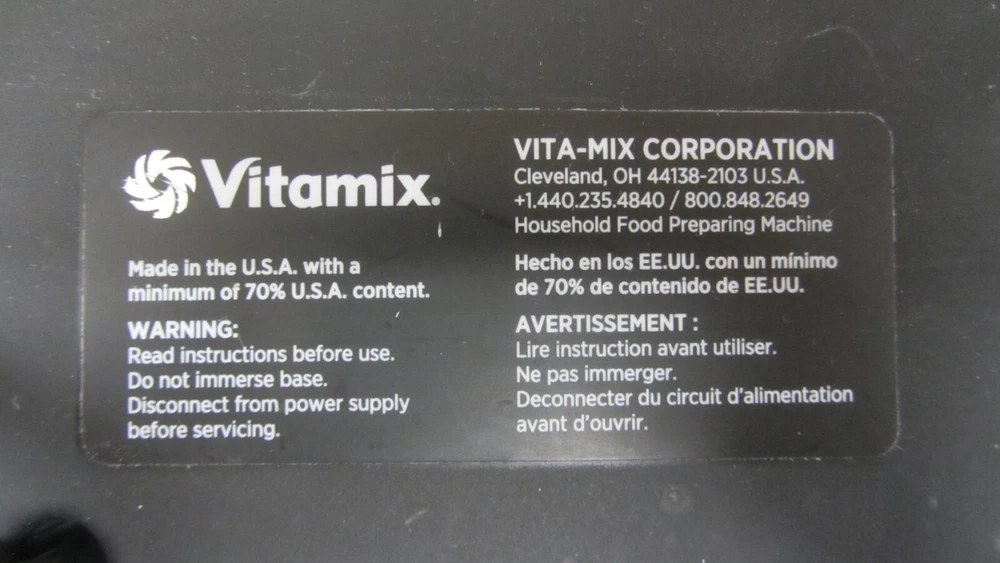 Vitamix.
Made in the U.S.A. with a
minimum of 70% U.S.A. content.
WARNING:
Read instructions before use.
Do not immerse base.
Disconnect from power supply
before servicing.
VITA-MIX CORPORATION
Cleveland, OH 44138-2103 U.S.A.
+1.440.235.4840 / 800.848.2649
Household Food Preparing Machine
Hecho en los EE.UU. con un mínimo
de 70% de contenido de EE.UU.
AVERTISSEMENT :
Lire instruction avant utiliser.
Ne pas immerger.
Deconnecter du circuit d'alimentation
avant d'ouvrir.